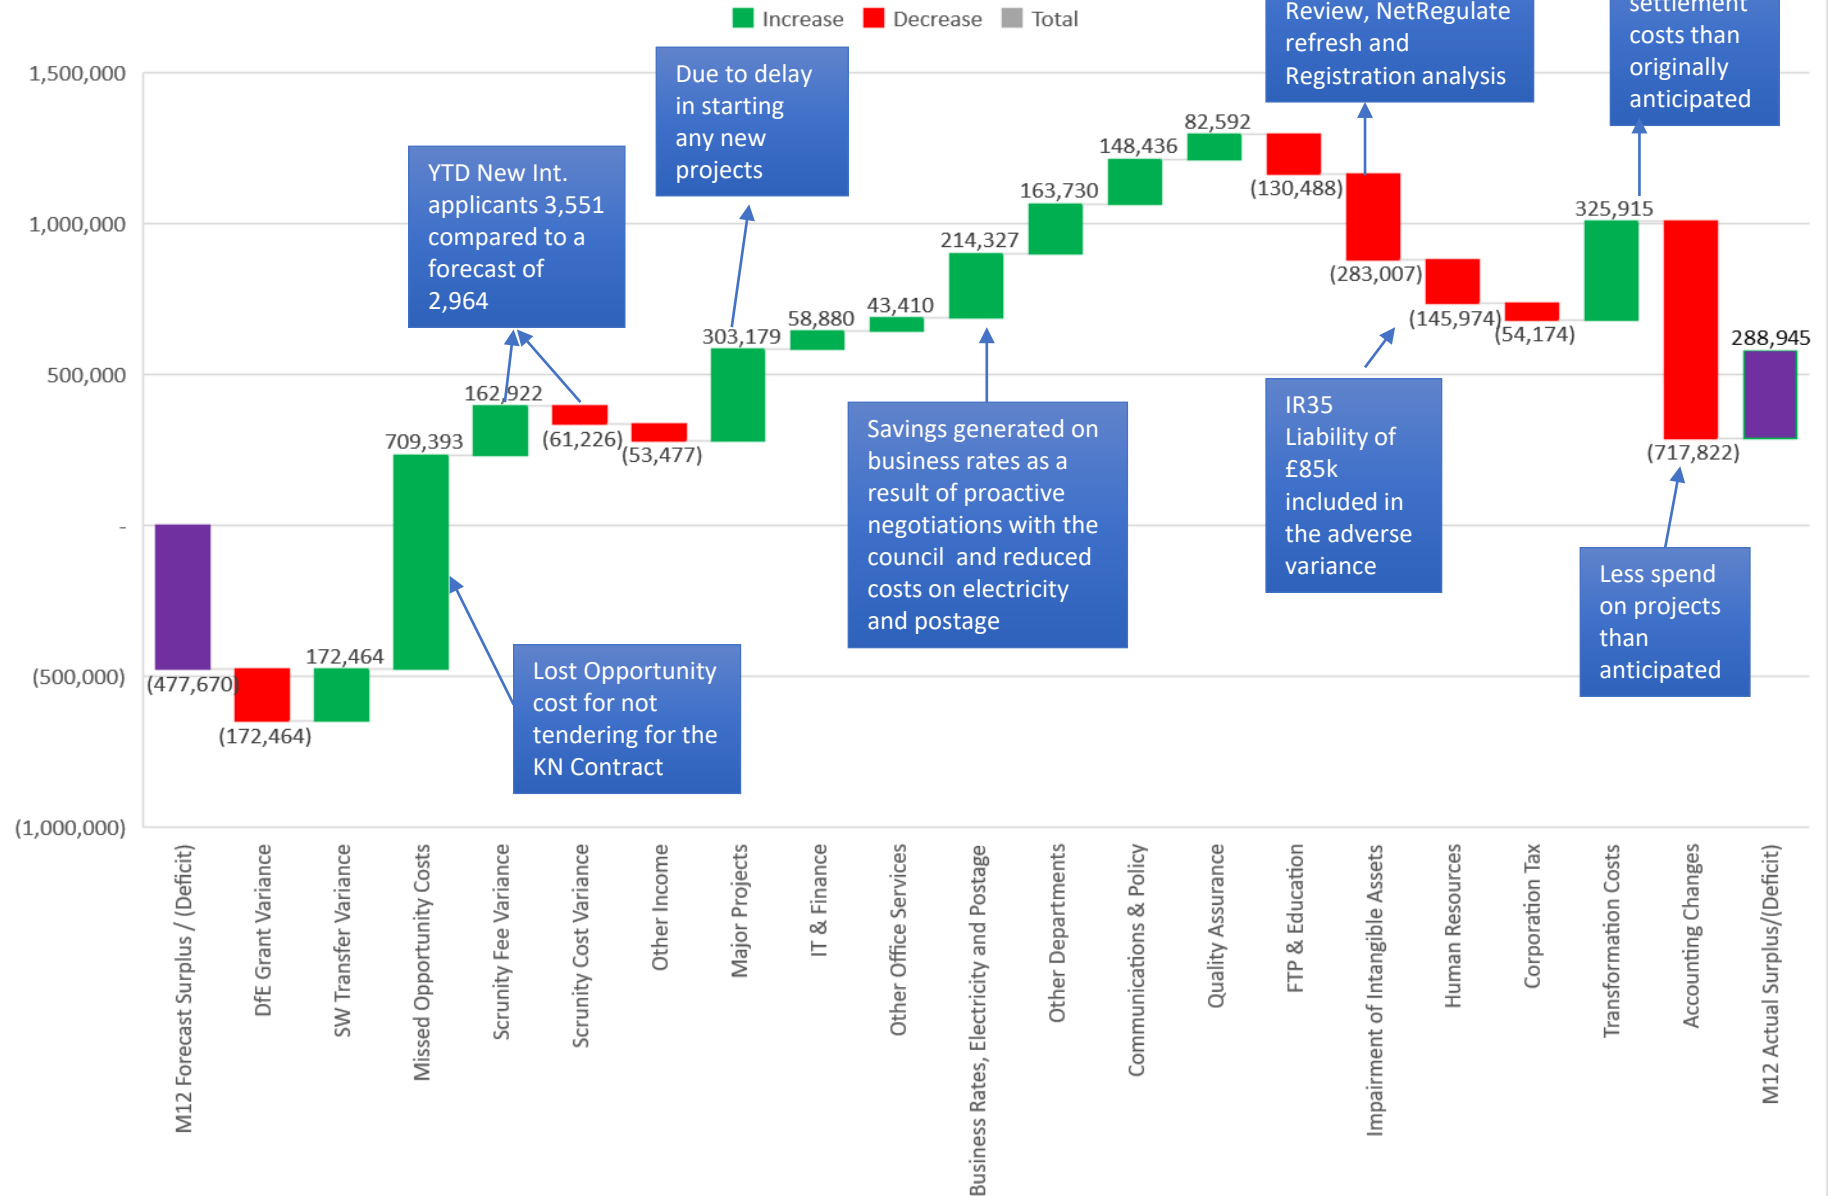 Increase Decrease Total
Review, NetRegulate
refresh and
Registration analysis
settlement
costs than
originally
anticipated
Due to delay
in starting
any new
projects
YTD New Int.
applicants 3,551
compared to a
forecast of
2,964
1,500,000
1,000,000
500,000
-
(500,000)
(1,000,000)
(477,670)
(172,464)
172,464
709,393
162,922
(61,226)
(53,477)
303,179
58,880
43,410
214,327
163,730
148,436
82,592
(130,488)
(283,007)
(145,974)
(54,174)
325,915
(717,822)
288,945
Lost Opportunity
cost for not
tendering for the
KN Contract
Savings generated on
business rates as a
result of proactive
negotiations with the
council and reduced
costs on electricity
and postage
IR35
Liability of
£85k
included in
the adverse
variance
Less spend
on projects
than
anticipated
M12 Forecast Surplus / (Deficit)
DfE Grant Variance
SW Transfer Variance
Missed Opportunity Costs
Scrunity Fee Variance
Scrunity Cost Variance
Other Income
Major Projects
IT & Finance
Other Office Services
Business Rates, Electricity and Postage
Other Departments
Communications & Policy
Quality Assurance
FTP & Education
Impairment of Intangible Assets
Human Resources
Corporation Tax
Transformation Costs
Accounting Changes
M12 Actual Surplus/(Deficit)